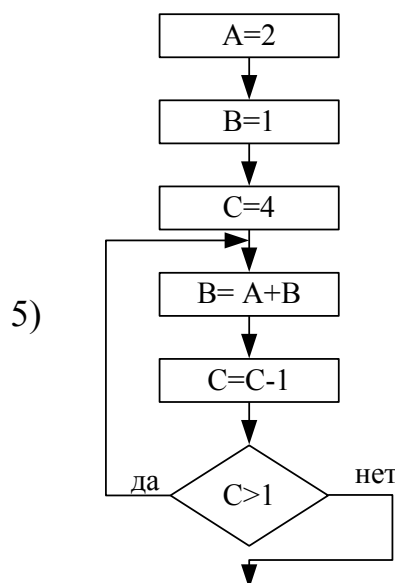 A=2
B=1
C=4
5)
B= A+B
C=C-1
да
C>1
нет